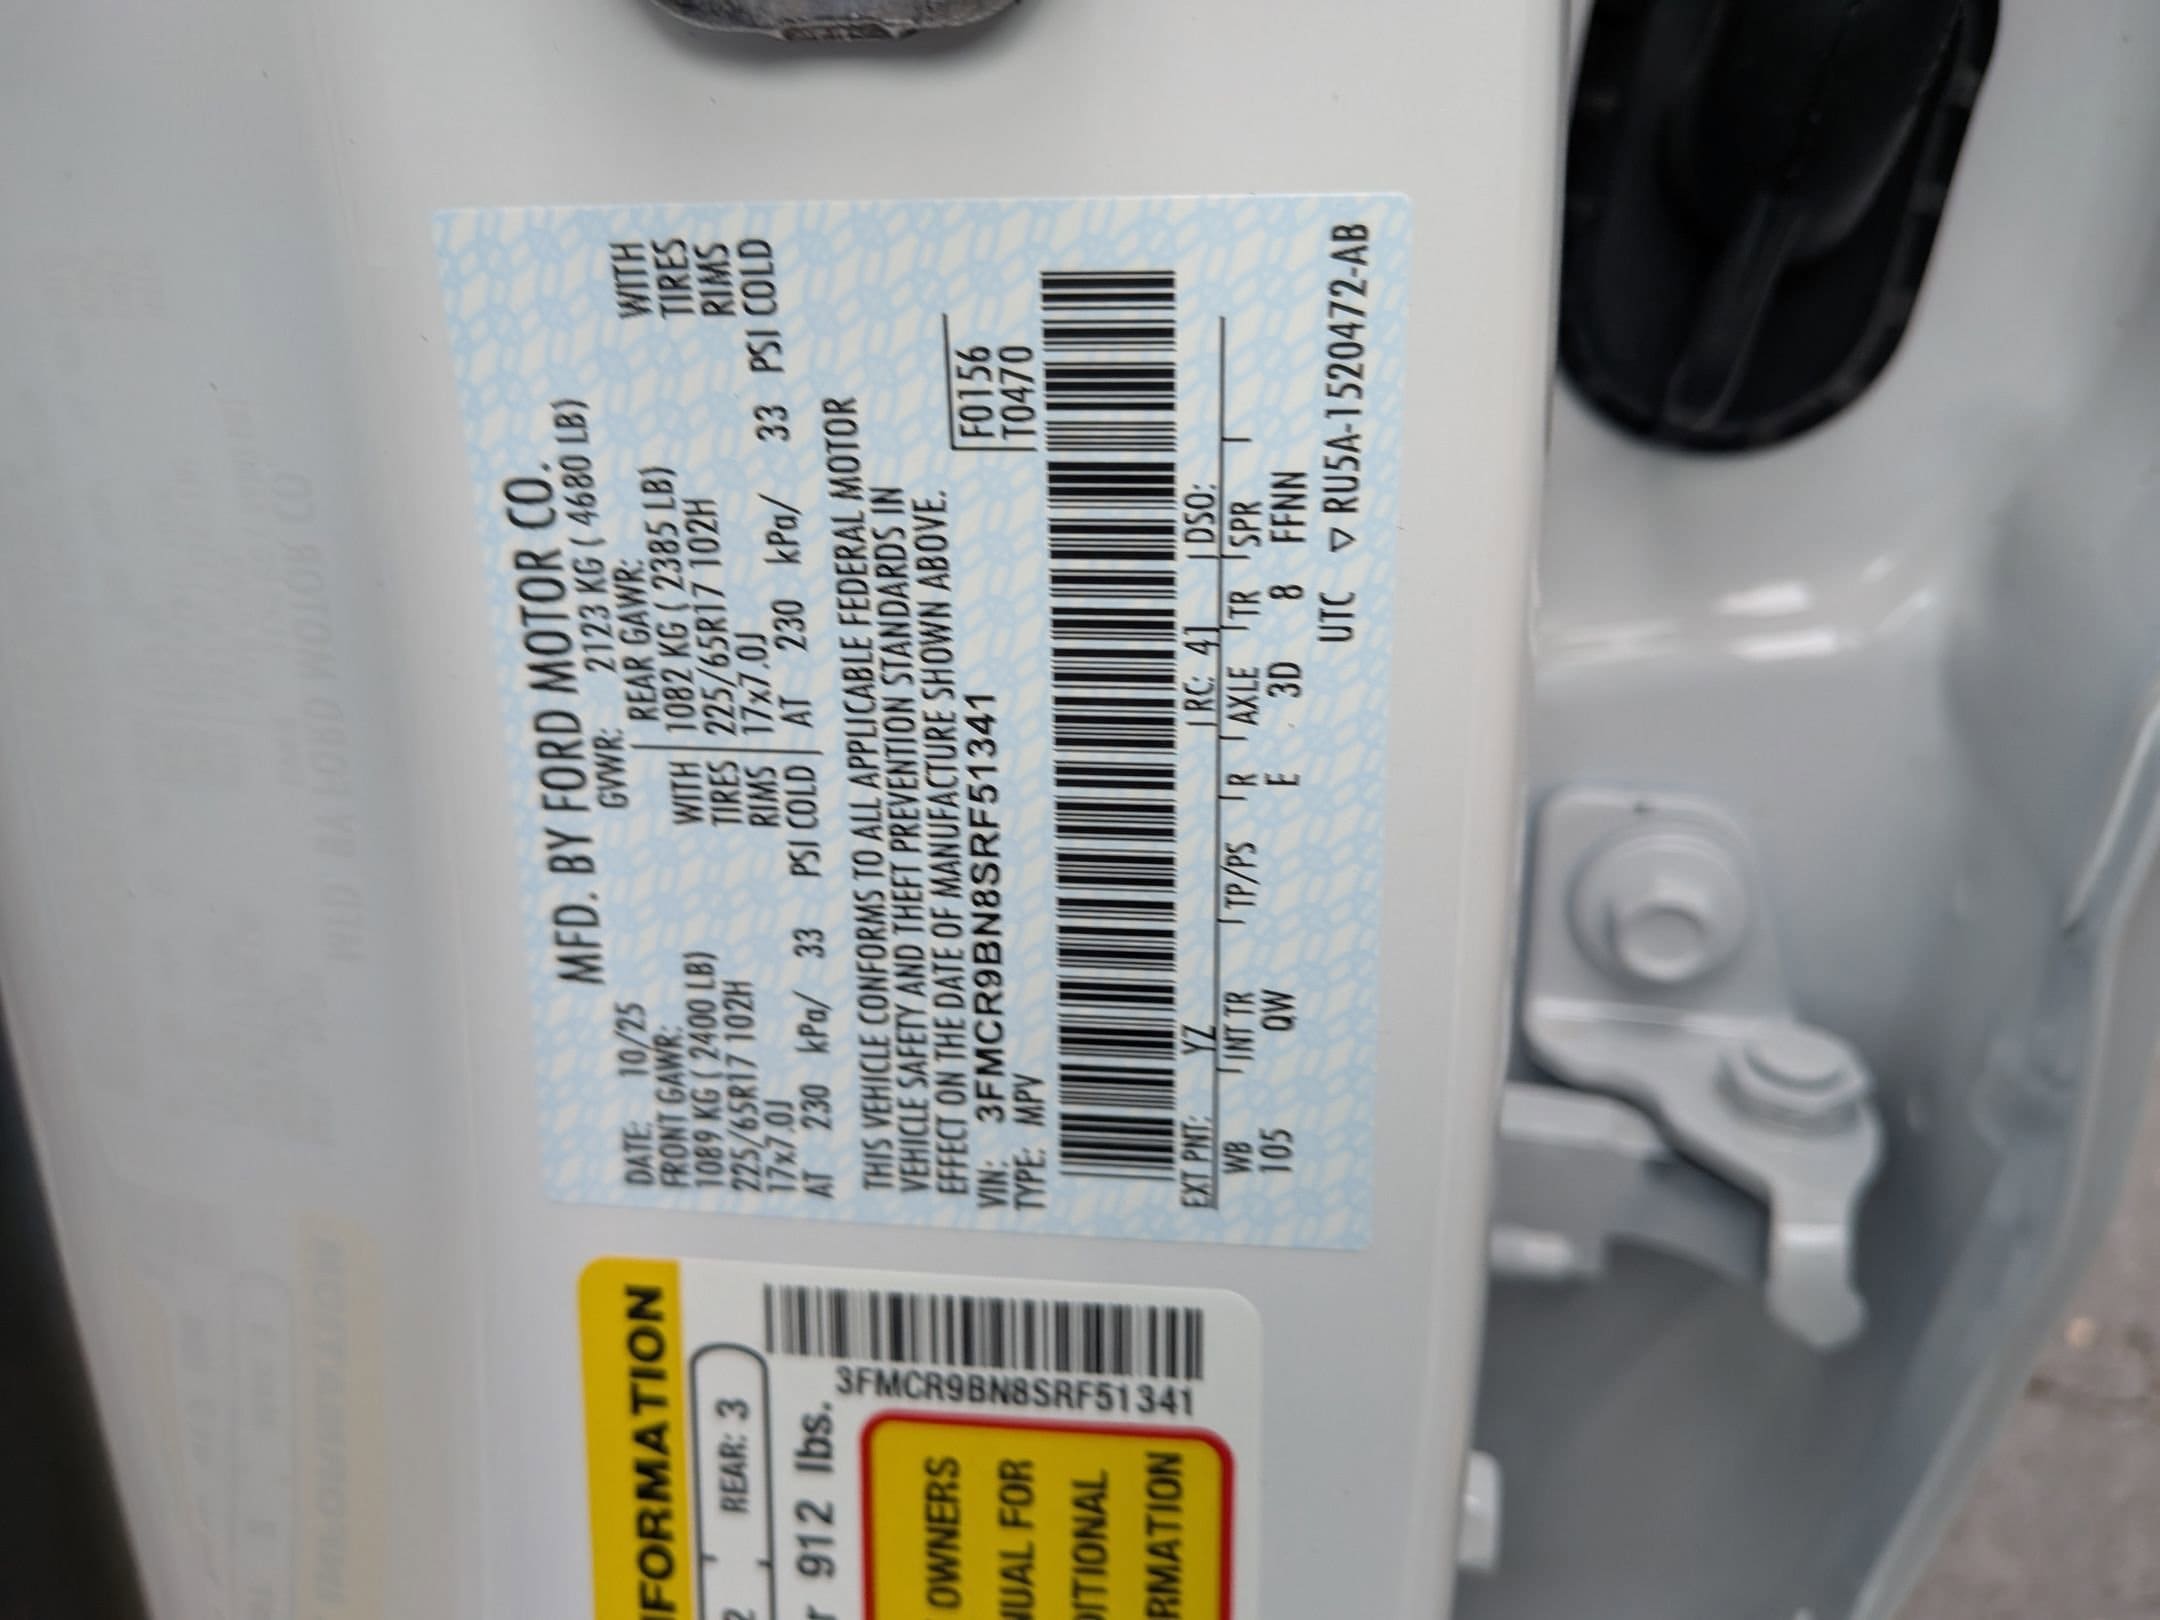 MFD. BY FORD MOTOR CO.
DATE: 10/25 GVWR: 2123 KG ( 4680 LB)
FRONT GAWR: REAR GAWR:
1089 KG ( 2400 LB) WITH 1082 KG ( 2385 LB) WITH
225/65R17 102H TIRES 225/65R17 102H TIRES
17x7.0J RIMS 17x7.0J RIMS
AT 230 kPa/ 33 PSI COLD AT 230 kPa/ 33 PSI COLD
THIS VEHICLE CONFORMS TO ALL APPLICABLE FEDERAL MOTOR
VEHICLE SAFETY AND THEFT PREVENTION STANDARDS IN
EFFECT ON THE DATE OF MANUFACTURE SHOWN ABOVE.
VIN: 3FMCR9BN8SRF51341 F0156
TYPE: MPV T0470
EXT PNT: YZ RC: 41 DSO:
WB INT TR TP/PS R AXLE TR SPR
105 QW E 3D 8 FFNN
UTC ▽ RU5A-1520472-AB
REAR: 3
912 lbs.
3FMCR9BN8SRF51341
OWNERS
FOR